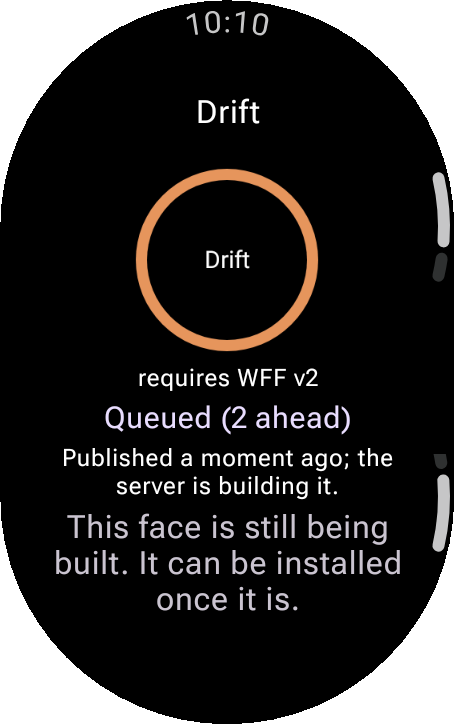 10:10
Drift
Drift
requires WFF v2
Queued (2 ahead)
Published a moment ago; the
server is building it.
This face is still being
built. It can be installed
once it is.